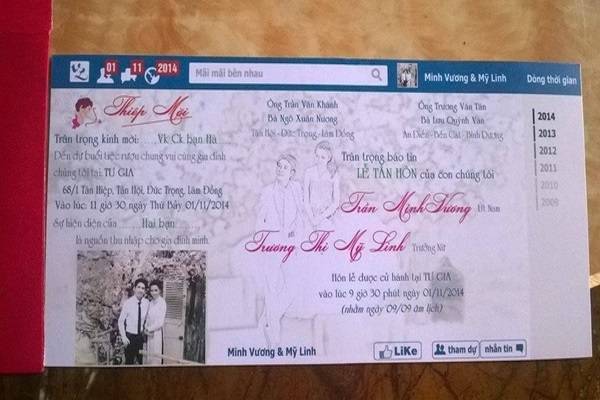 01 11 2014
Mãi mãi bên nhau
Minh Vương & Mỹ Linh
Dòng thời gian
Thiệp Mời
Trân trọng kính mời: ......Vk Ck bạn Hà......
Đến dự buổi tiệc rượu chung vui cùng gia đình
chúng tôi tại TƯ GIA
68/1 Tân Hiệp, Tân Hội, Đức Trọng, Lâm Đồng
Vào lúc: 11 giờ 30, ngày Thứ Bảy 01/11/2014
Sự hiện diện của ......Hai bạn......
là nguồn thu nhập cho gia đình mình.
Ông Trần Văn Khánh
Bà Ngô Xuân Nương
Tân Hội - Đức Trọng - Lâm Đồng
Ông Trương Văn Tân
Bà Lưu Quỳnh Vân
An Điền - Bến Cát - Bình Dương
Trân trọng báo tin
LỄ TÂN HÔN của con chúng tôi
Trần Minh Vương Út Nam
Trương Thị Mỹ Linh Trưởng Nữ
Hôn lễ được cử hành tại TƯ GIA
vào lúc 9 giờ 30 phút ngày 01/11/2014
(nhằm ngày 09/09 âm lịch)
2014
2013
2012
2011
2010
2009
Minh Vương & Mỹ Linh
Like
tham dự
nhắn tin